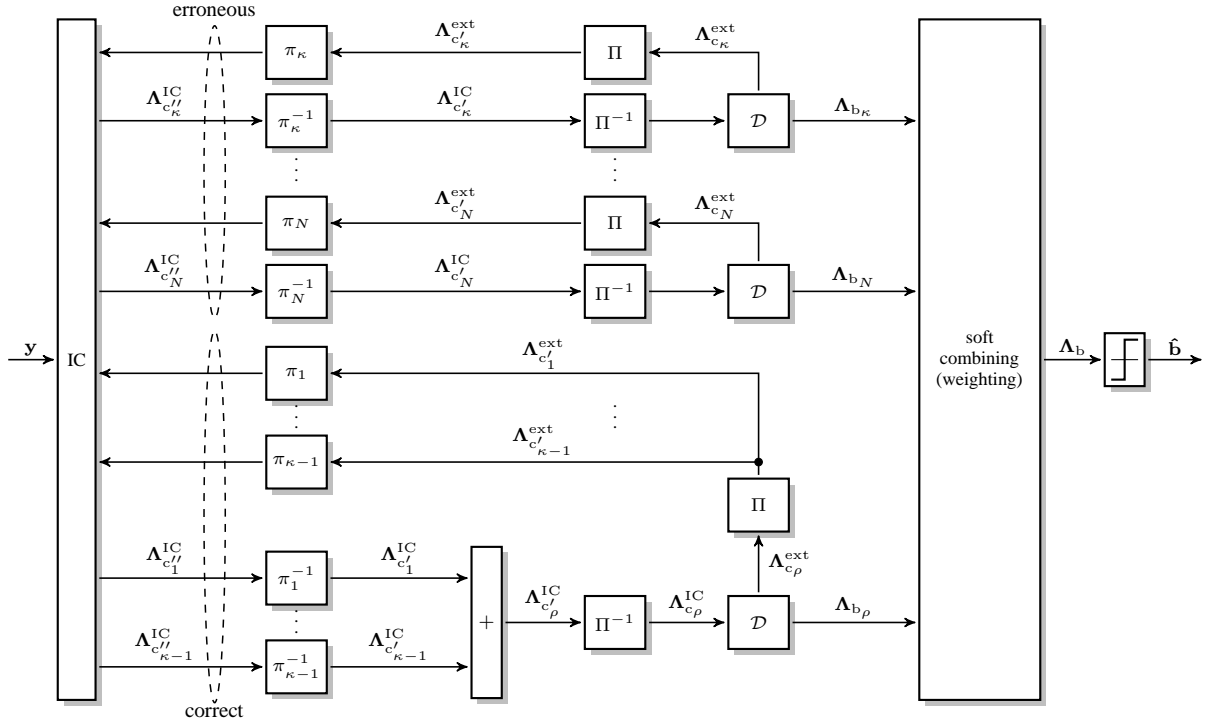 erroneous
π_κ
Λ^ext_{c′_κ}
Π
Λ^ext_{c_κ}
Λ^IC_{c″_κ}
π_κ^{−1}
Λ^IC_{c′_κ}
Π^{−1}
𝒟
Λ_{b_κ}
⋮
⋮
π_N
Λ^ext_{c′_N}
Π
Λ^ext_{c_N}
Λ^IC_{c″_N}
π_N^{−1}
Λ^IC_{c′_N}
Π^{−1}
𝒟
Λ_{b_N}
y
IC
π_1
Λ^ext_{c′_1}
soft
combining
(weighting)
Λ_b
b̂
⋮
⋮
π_{κ−1}
Λ^ext_{c′_{κ−1}}
Π
Λ^ext_{c_ρ}
Λ^IC_{c″_1}
π_1^{−1}
Λ^IC_{c′_1}
+
Λ^IC_{c′_ρ}
Π^{−1}
Λ^IC_{c_ρ}
𝒟
Λ_{b_ρ}
⋮
Λ^IC_{c″_{κ−1}}
π_{κ−1}^{−1}
Λ^IC_{c′_{κ−1}}
correct